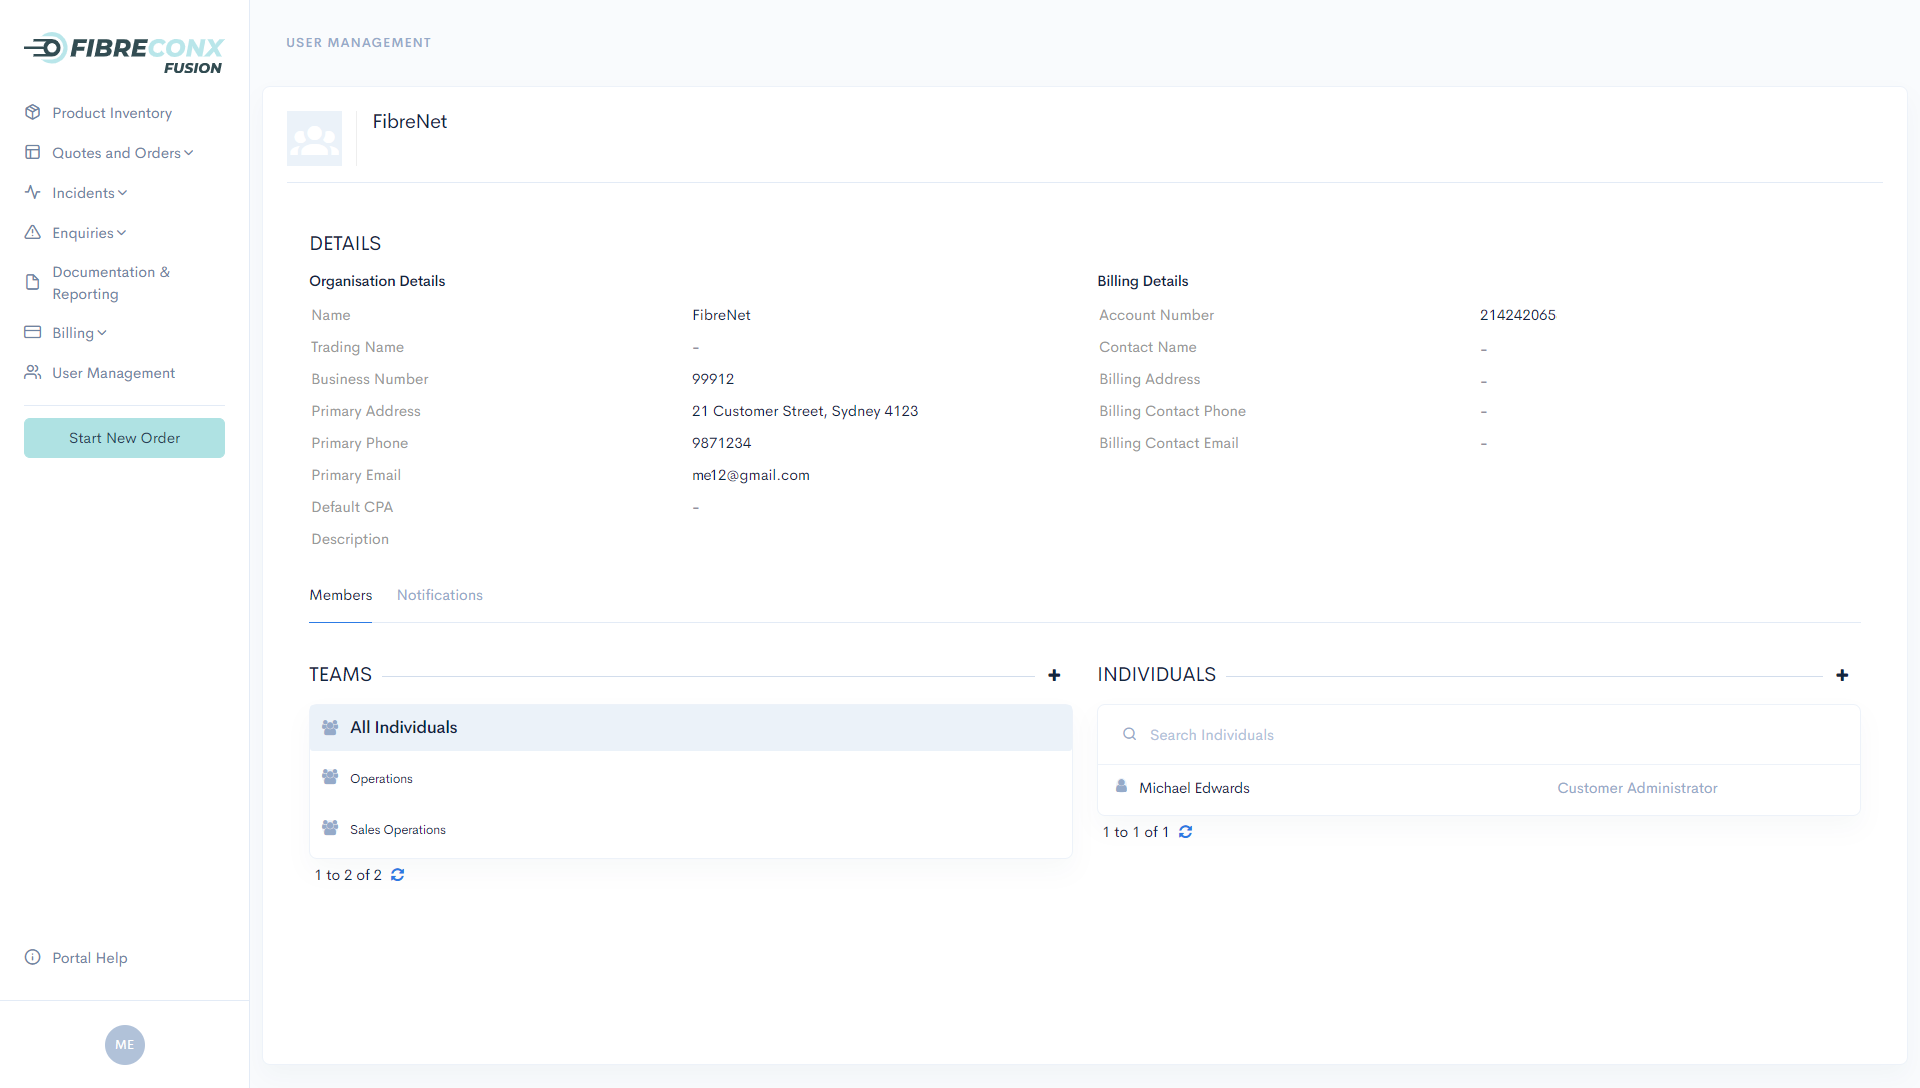 FIBRECONX
FUSION
Product Inventory
Quotes and Orders
Incidents
Enquiries
Documentation &
Reporting
Billing
User Management
Start New Order
Portal Help
ME
USER MANAGEMENT
FibreNet
DETAILS
Organisation Details
Name FibreNet
Trading Name -
Business Number 99912
Primary Address 21 Customer Street, Sydney 4123
Primary Phone 9871234
Primary Email me12@gmail.com
Default CPA -
Description
Billing Details
Account Number 214242065
Contact Name -
Billing Address -
Billing Contact Phone -
Billing Contact Email -
Members Notifications
TEAMS
All Individuals
Operations
Sales Operations
1 to 2 of 2
INDIVIDUALS
Search Individuals
Michael Edwards Customer Administrator
1 to 1 of 1